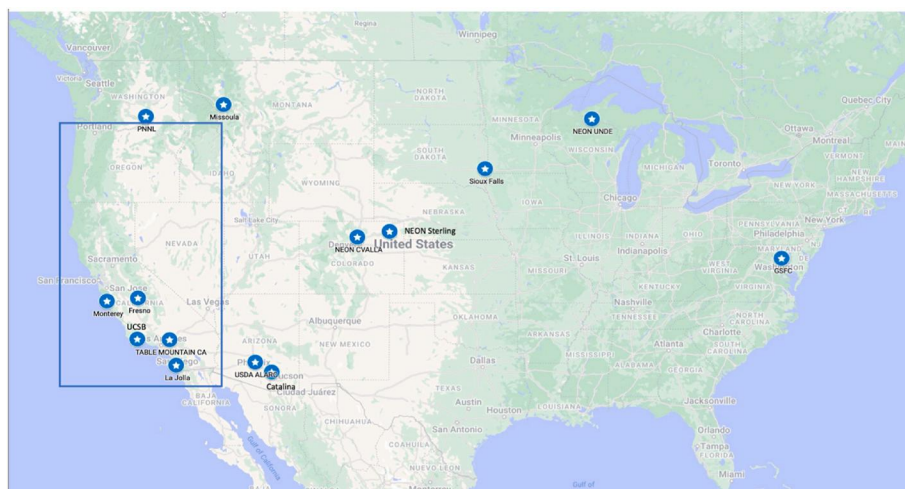 Regina
Winnipeg
Vancouver
Victoria
Seattle
WASHINGTON
Quebec City
NORTH
DAKOTA
MONTANA
Missoula
PNNL
Portland
MINNESOTA
NEON UNDE
Ottawa
Montreal
MAIN
Minneapolis
WISCONSIN
VERMONT
NEW
HAMPSHIRE
MASSACHUSETTS
OREGON
IDAHO
SOUTH
DAKOTA
Sioux Falls
MICHIGAN
Toronto
NEW YORK
WYOMING
Chicago
IOWA
NEBRASKA
Salt Lake City
NEON Sterling
PENNSYLVANIA
New York
Philadelphia
NEVADA
UTAH
Denver
NEON CVALLA
COLORADO
United States
ILLINOIS
INDIANA
Indianapolis
OHIO
MARYLAND
Washington
GSFC
Sacramento
San Francisco
San Jose
KANSAS
MISSOURI
St. Louis
WEST
VIRGINIA
VIRGINIA
KENTUCKY
Monterey
Fresno
CALIFORNIA
Las Vegas
Nashville
TENNESSEE
NORTH
CAROLINA
Charlotte
UCSB
Los Angeles
TABLE MOUNTAIN CA
Albuquerque
OKLAHOMA
ARKANSAS
SOUTH
CAROLINA
San Diego
La Jolla
ARIZONA
NEW MEXICO
Atlanta
MISSISSIPPI
ALABAMA
GEORGIA
Phoenix
USDA ALARC
Tucson
Catalina
Dallas
Ciudad Juárez
TEXAS
LOUISIANA
Jacksonville
BAJA
CALIFORNIA
SONORA
CHIHUAHUA
Austin
Houston
San Antonio
Orlando
Tampa
FLORIDA
Gulf of
California
COAHUILA
NUEVO LEON
Monterrey
Gulf of
Miami